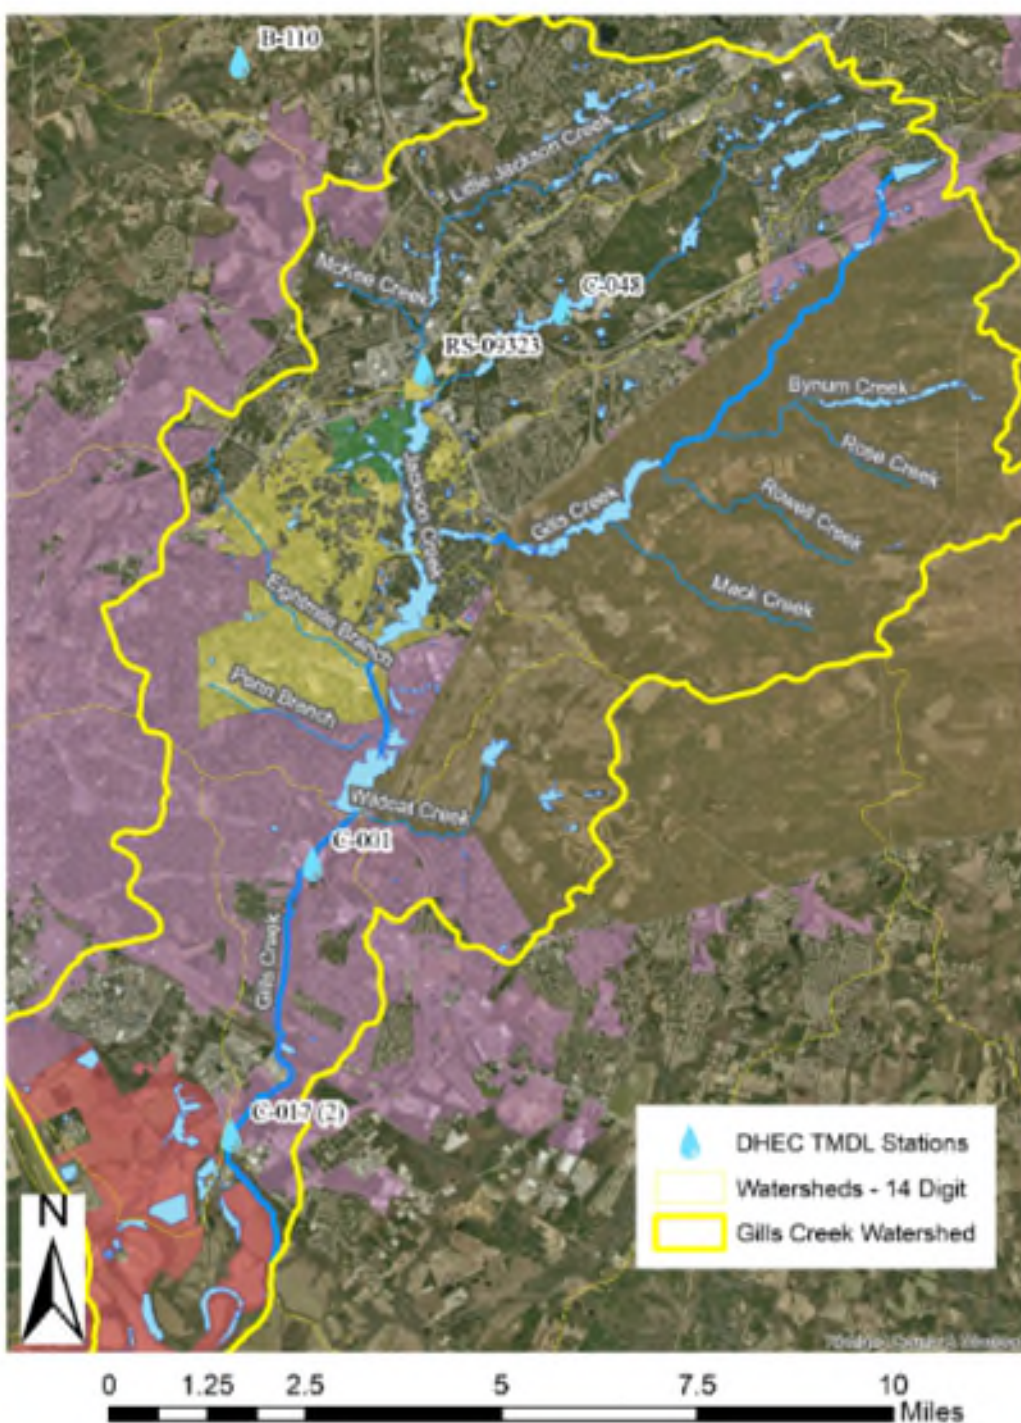 B-110
Little Jackson Creek
McKee Creek
C-048
RS-09323
Bynum Creek
Rose Creek
Jackson Creek
Gills Creek
Rowell Creek
Mack Creek
Eightmile Branch
Penn Branch
Wildcat Creek
C-001
Gills Creek
C-017 (2)
DHEC TMDL Stations
Watersheds - 14 Digit
Gills Creek Watershed
N
0 1.25 2.5 5 7.5 10
Miles